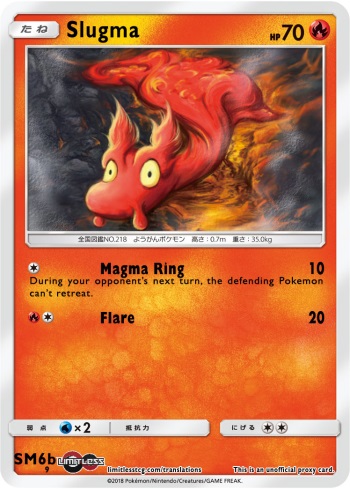 たね Slugma HP70
全国図鑑NO.218 ようがんポケモン 高さ:0.7m 重さ:35.0kg
Magma Ring 10
During your opponent's next turn, the defending Pokemon
can't retreat.
Flare 20
弱点 ×2 抵抗力 にげる
SM6b LIMITLESS
9
limitlesstcg.com/translations This is an unofficial proxy card.
©2018 Pokémon/Nintendo/Creatures/GAME FREAK.